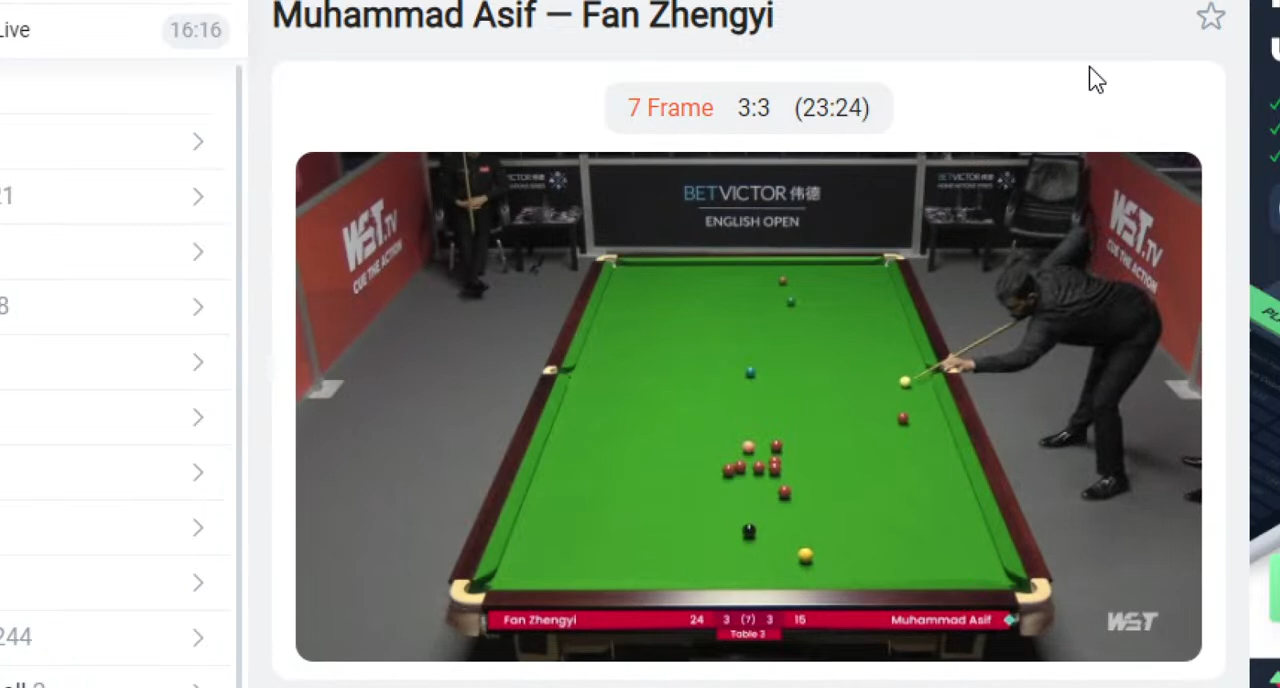 Live
16:16
Muhammad Asif — Fan Zhengyi
7 Frame 3:3 (23:24)
21
8
244
WST.TV
CUE THE ACTION
BETVICTOR 伟德
ENGLISH OPEN
WST.TV
CUE THE ACTION
Fan Zhengyi 24 3 (7) 3 15 Muhammad Asif
Table 3
WST